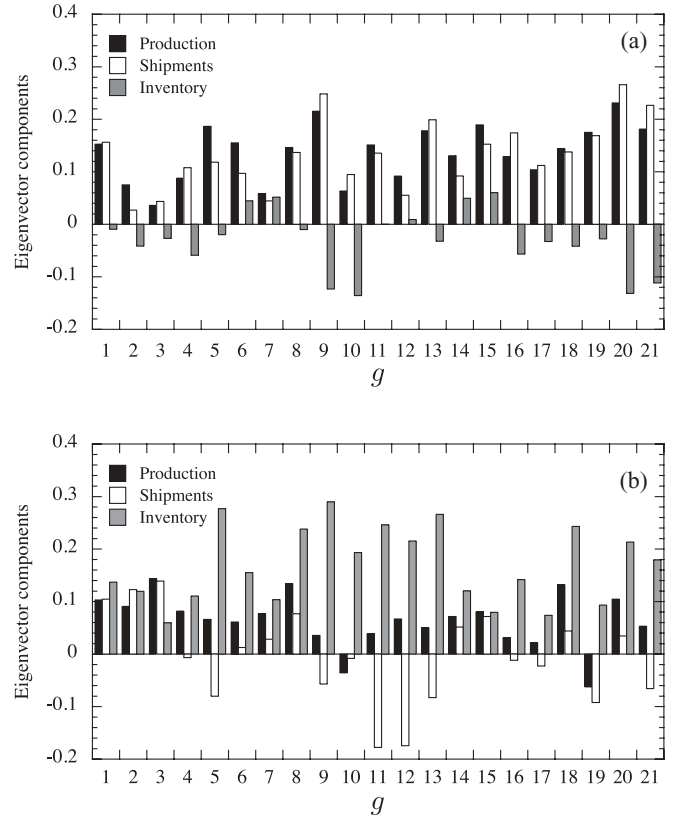 0.4
(a)
Production
0.3
Shipments
Inventory
0.2
0.1
0
-0.1
-0.2
Eigenvector components
1 2 3 4 5 6 7 8 9 10 11 12 13 14 15 16 17 18 19 20 21
g
0.4
(b)
Production
0.3
Shipments
Inventory
0.2
0.1
0
-0.1
-0.2
Eigenvector components
1 2 3 4 5 6 7 8 9 10 11 12 13 14 15 16 17 18 19 20 21
g